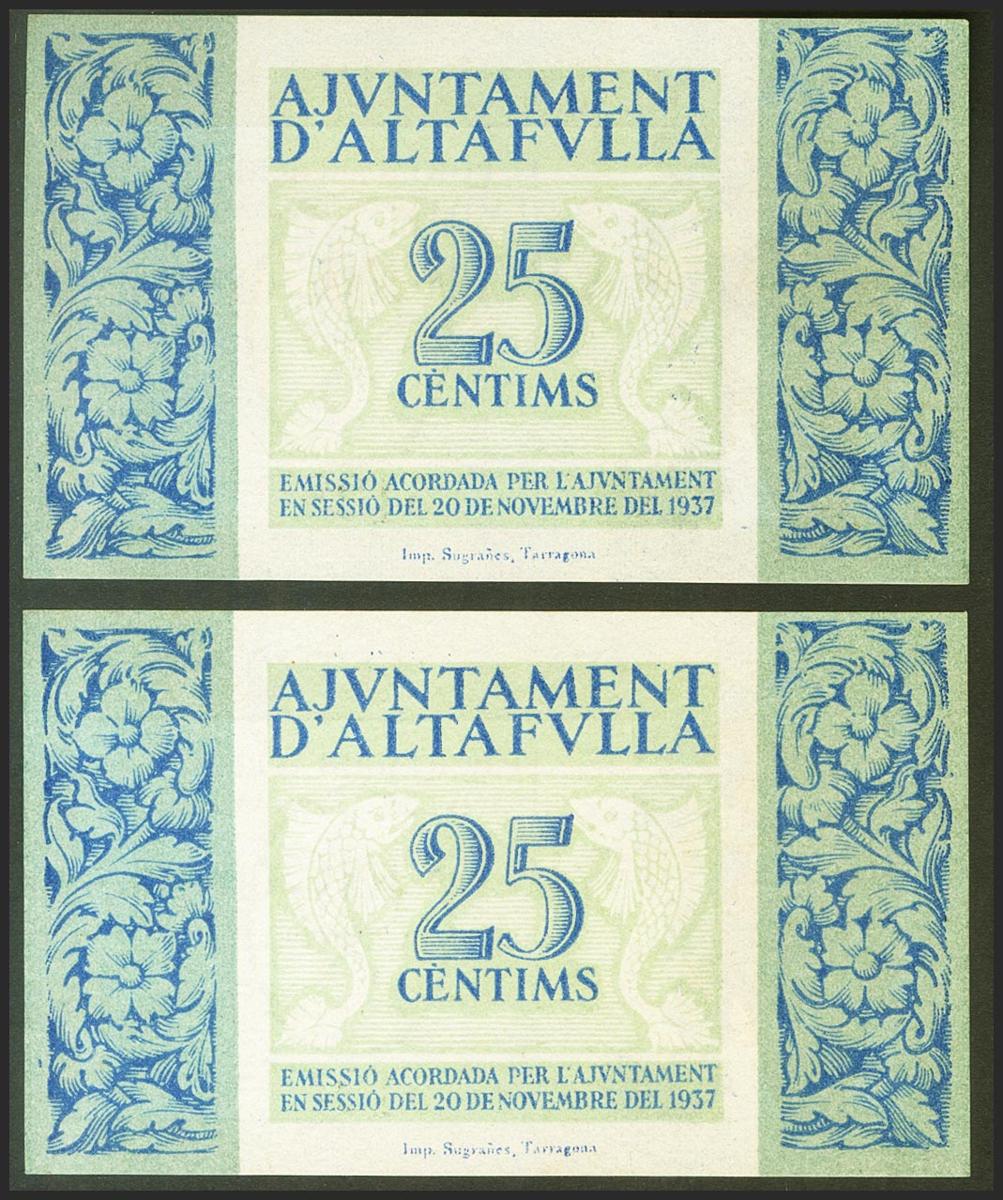 AJVNTAMENT
D'ALTAFVLLA
25
CÈNTIMS
EMISSIÓ ACORDADA PER L'AJVNTAMENT
EN SESSIÓ DEL 20 DE NOVEMBRE DEL 1937
Imp. Sugrañes, Tarragona
AJVNTAMENT
D'ALTAFVLLA
25
CÈNTIMS
EMISSIÓ ACORDADA PER L'AJVNTAMENT
EN SESSIÓ DEL 20 DE NOVEMBRE DEL 1937
Imp. Sugrañes, Tarragona